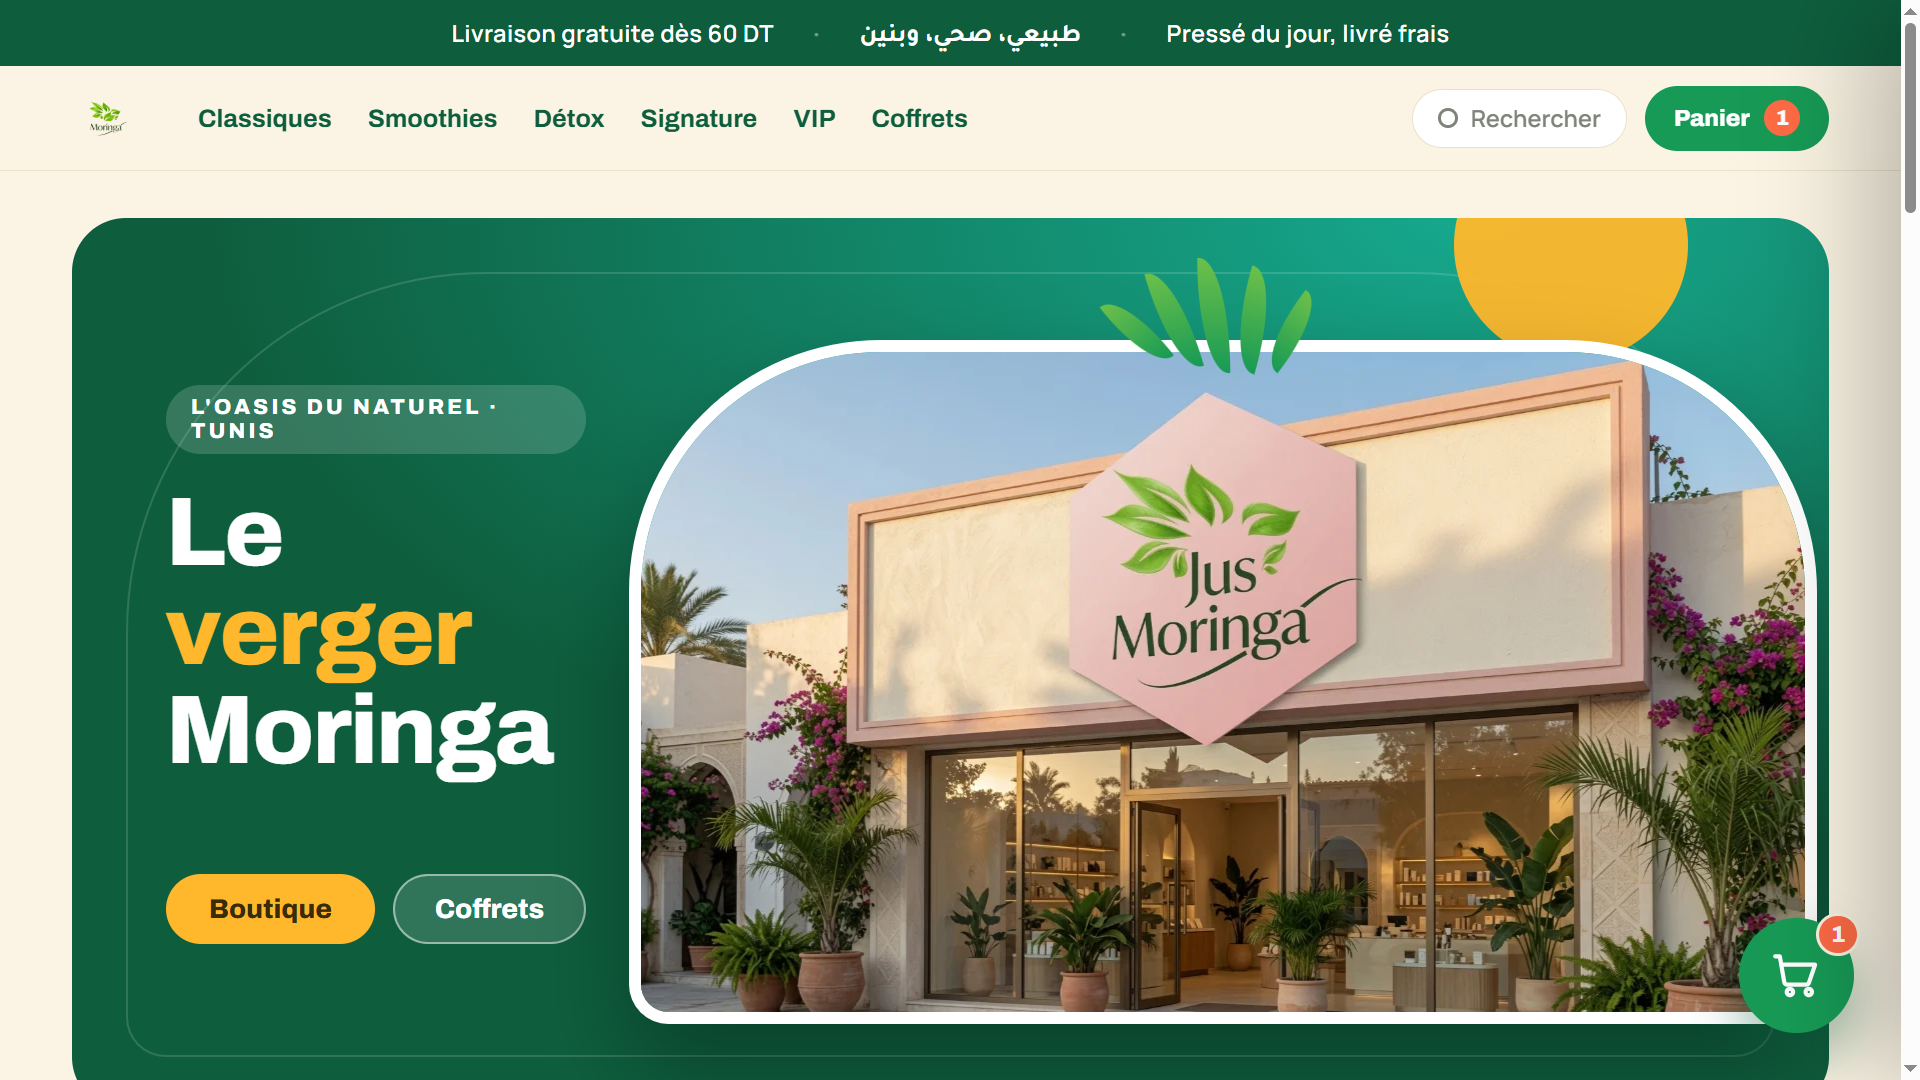 Livraison gratuite dès 60 DT · طبيعي، صحي، وبنين · Pressé du jour, livré frais
Moringa
Classiques Smoothies Détox Signature VIP Coffrets
Rechercher
Panier 1
L'OASIS DU NATUREL ·
TUNIS
Le
verger
Moringa
Boutique
Coffrets
Jus
Moringa
1